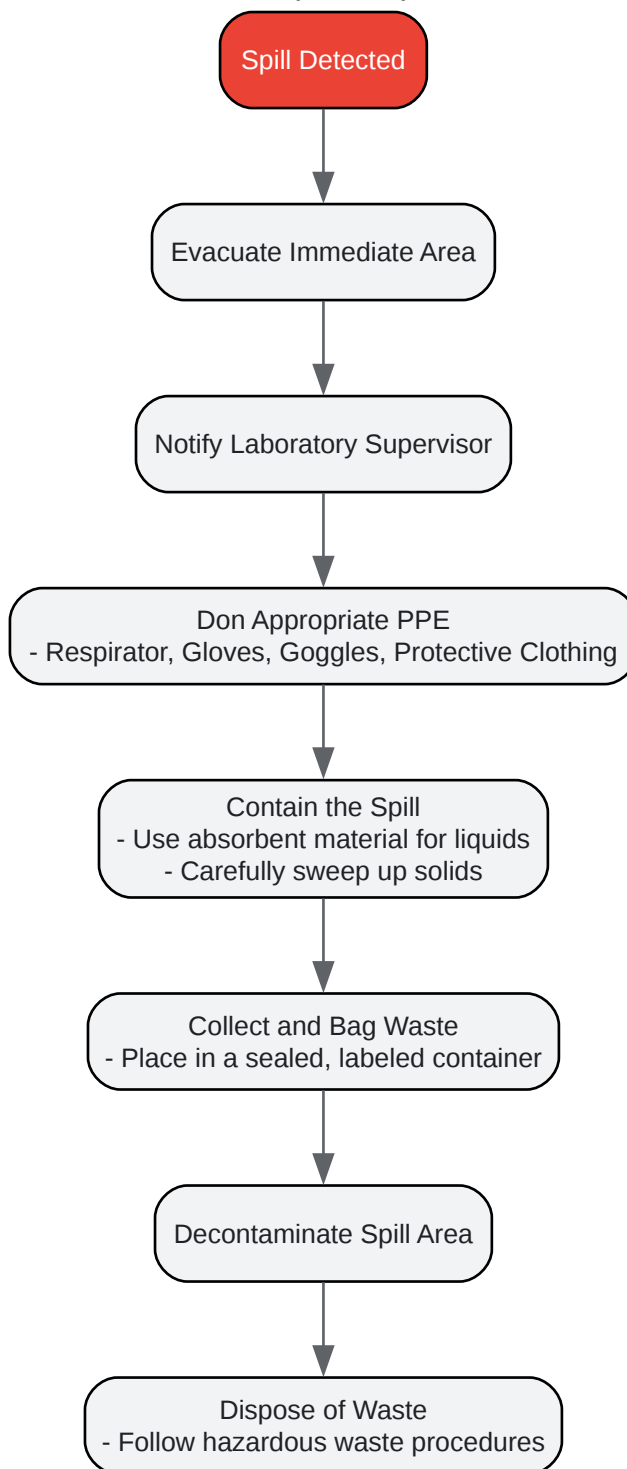 Spill Detected
Evacuate Immediate Area
Notify Laboratory Supervisor
Don Appropriate PPE
- Respirator, Gloves, Goggles, Protective Clothing
Contain the Spill
- Use absorbent material for liquids
- Carefully sweep up solids
Collect and Bag Waste
- Place in a sealed, labeled container
Decontaminate Spill Area
Dispose of Waste
- Follow hazardous waste procedures